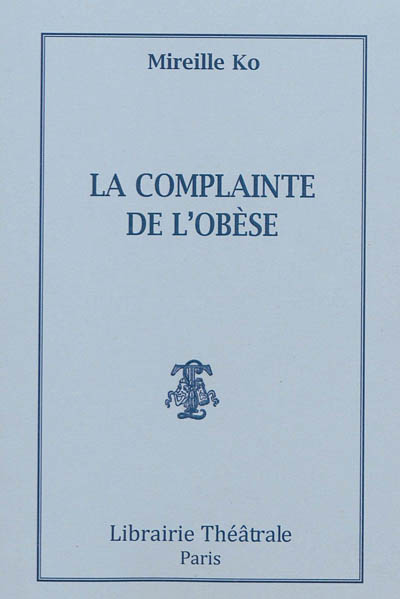 Mireille Ko
LA COMPLAINTE
DE L'OBÈSE
Librairie Théâtrale
Paris